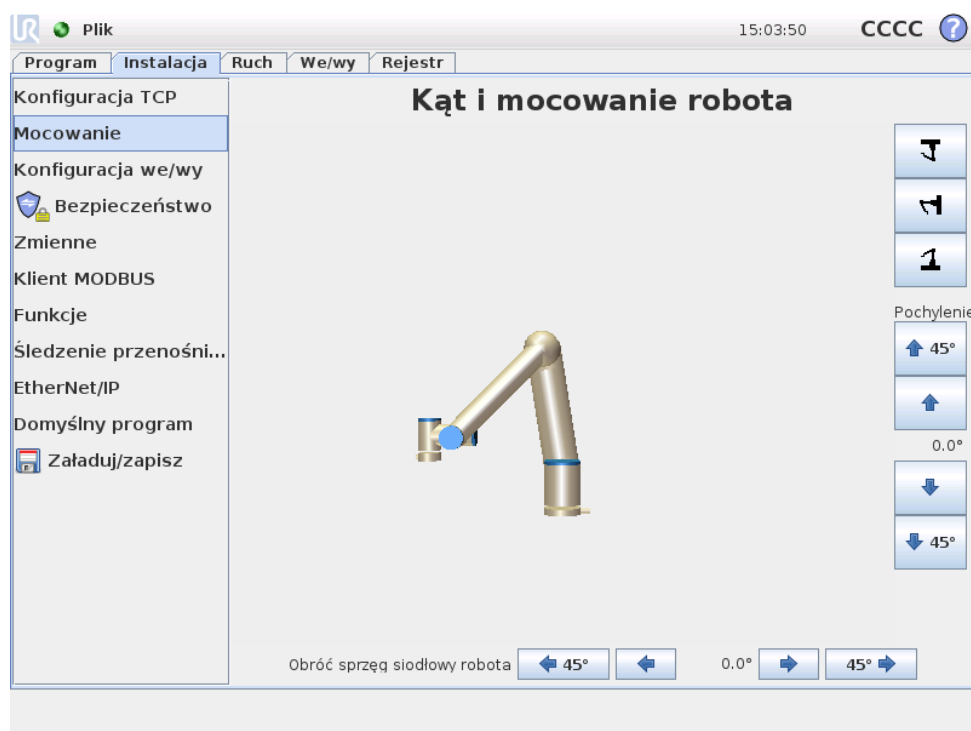 UR Plik 15:03:50 CCCC ?
Program Instalacja Ruch We/wy Rejestr
Konfiguracja TCP
Kąt i mocowanie robota
Mocowanie
Konfiguracja we/wy
Bezpieczeństwo
Zmienne
Klient MODBUS
Funkcje
Pochylenie
Śledzenie przenośni...
45°
EtherNet/IP
Domyślny program
0.0°
Załaduj/zapisz
45°
Obróć sprzęg siodłowy robota 45° 0.0° 45°